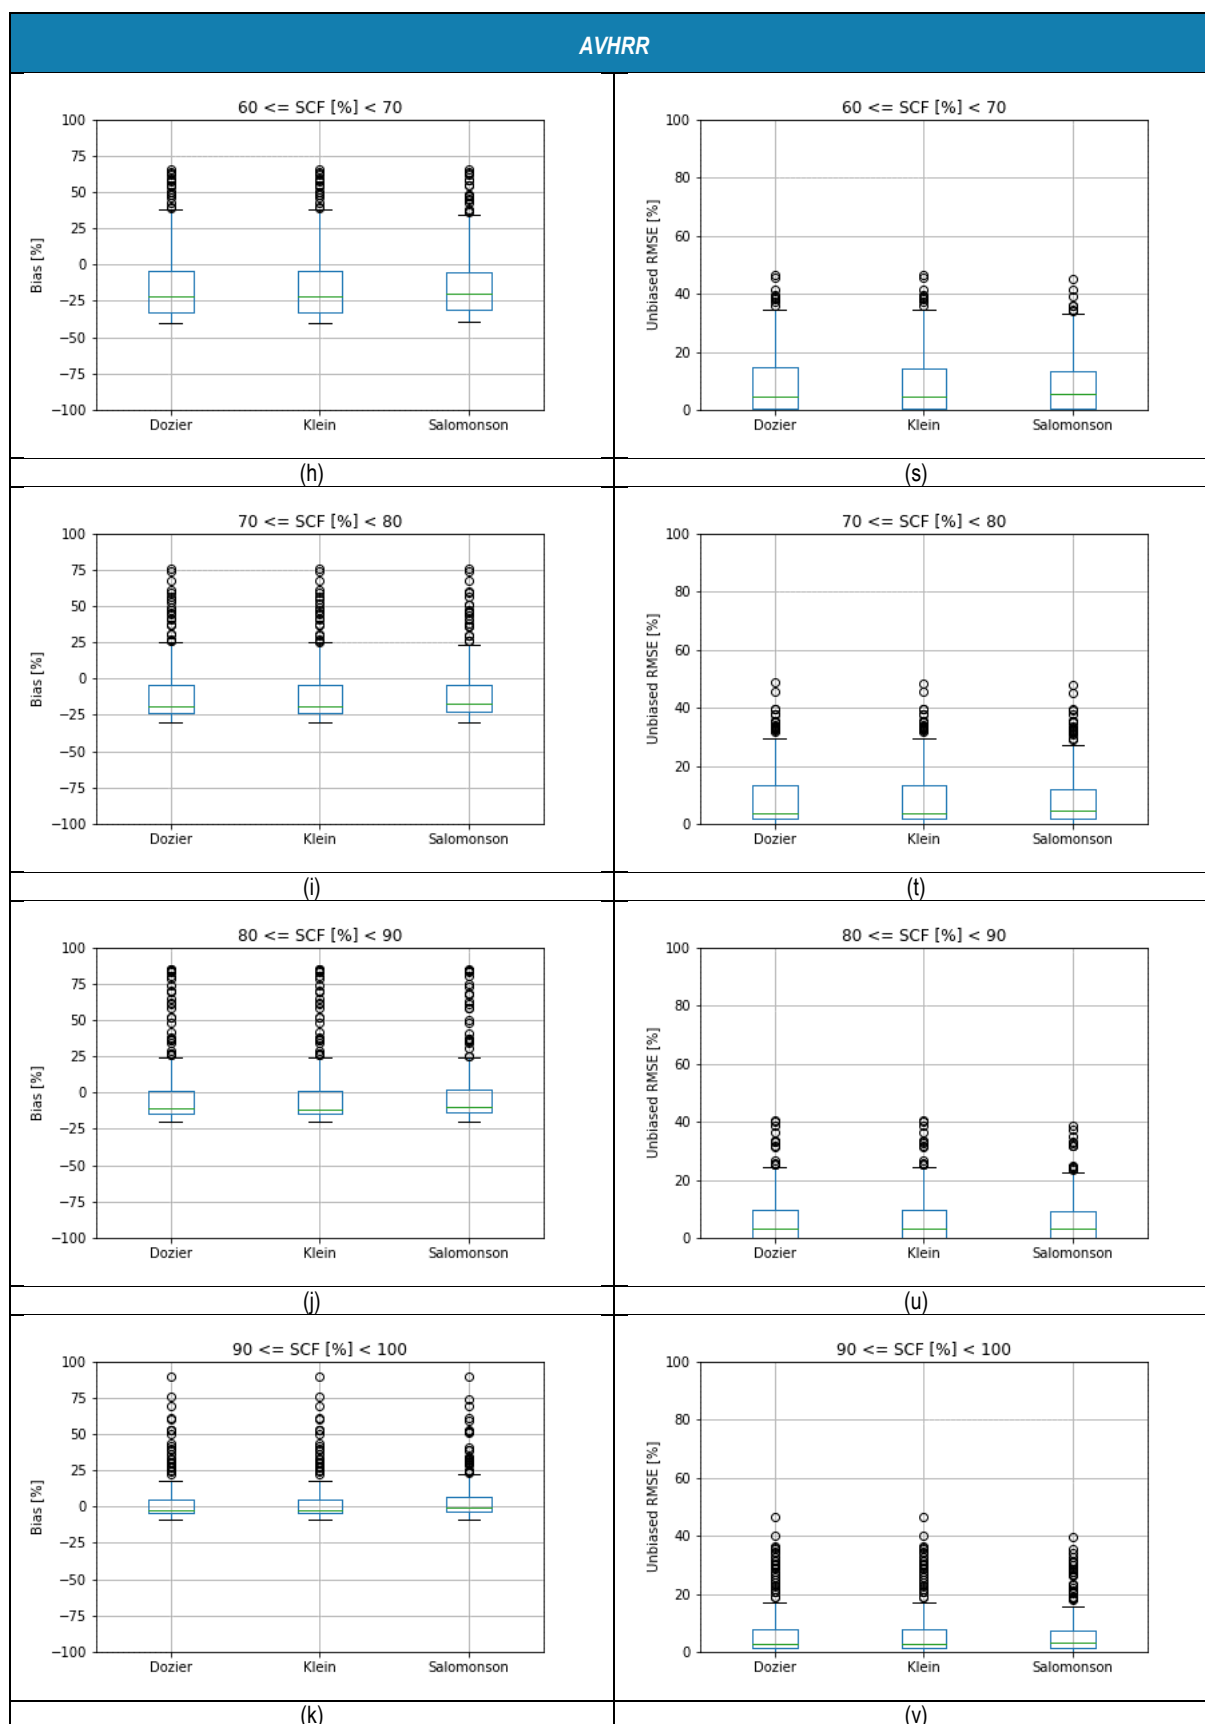 AVHRR
60 <= SCF [%] < 70
100
75
50
25
0
−25
−50
−75
−100
Bias [%]
Dozier Klein Salomonson
(h)
60 <= SCF [%] < 70
100
80
60
40
20
0
Unbiased RMSE [%]
Dozier Klein Salomonson
(s)
70 <= SCF [%] < 80
100
75
50
25
0
−25
−50
−75
−100
Bias [%]
Dozier Klein Salomonson
(i)
70 <= SCF [%] < 80
100
80
60
40
20
0
Unbiased RMSE [%]
Dozier Klein Salomonson
(t)
80 <= SCF [%] < 90
100
75
50
25
0
−25
−50
−75
−100
Bias [%]
Dozier Klein Salomonson
(j)
80 <= SCF [%] < 90
100
80
60
40
20
0
Unbiased RMSE [%]
Dozier Klein Salomonson
(u)
90 <= SCF [%] < 100
100
75
50
25
0
−25
−50
−75
−100
Bias [%]
Dozier Klein Salomonson
(k)
90 <= SCF [%] < 100
100
80
60
40
20
0
Unbiased RMSE [%]
Dozier Klein Salomonson
(v)